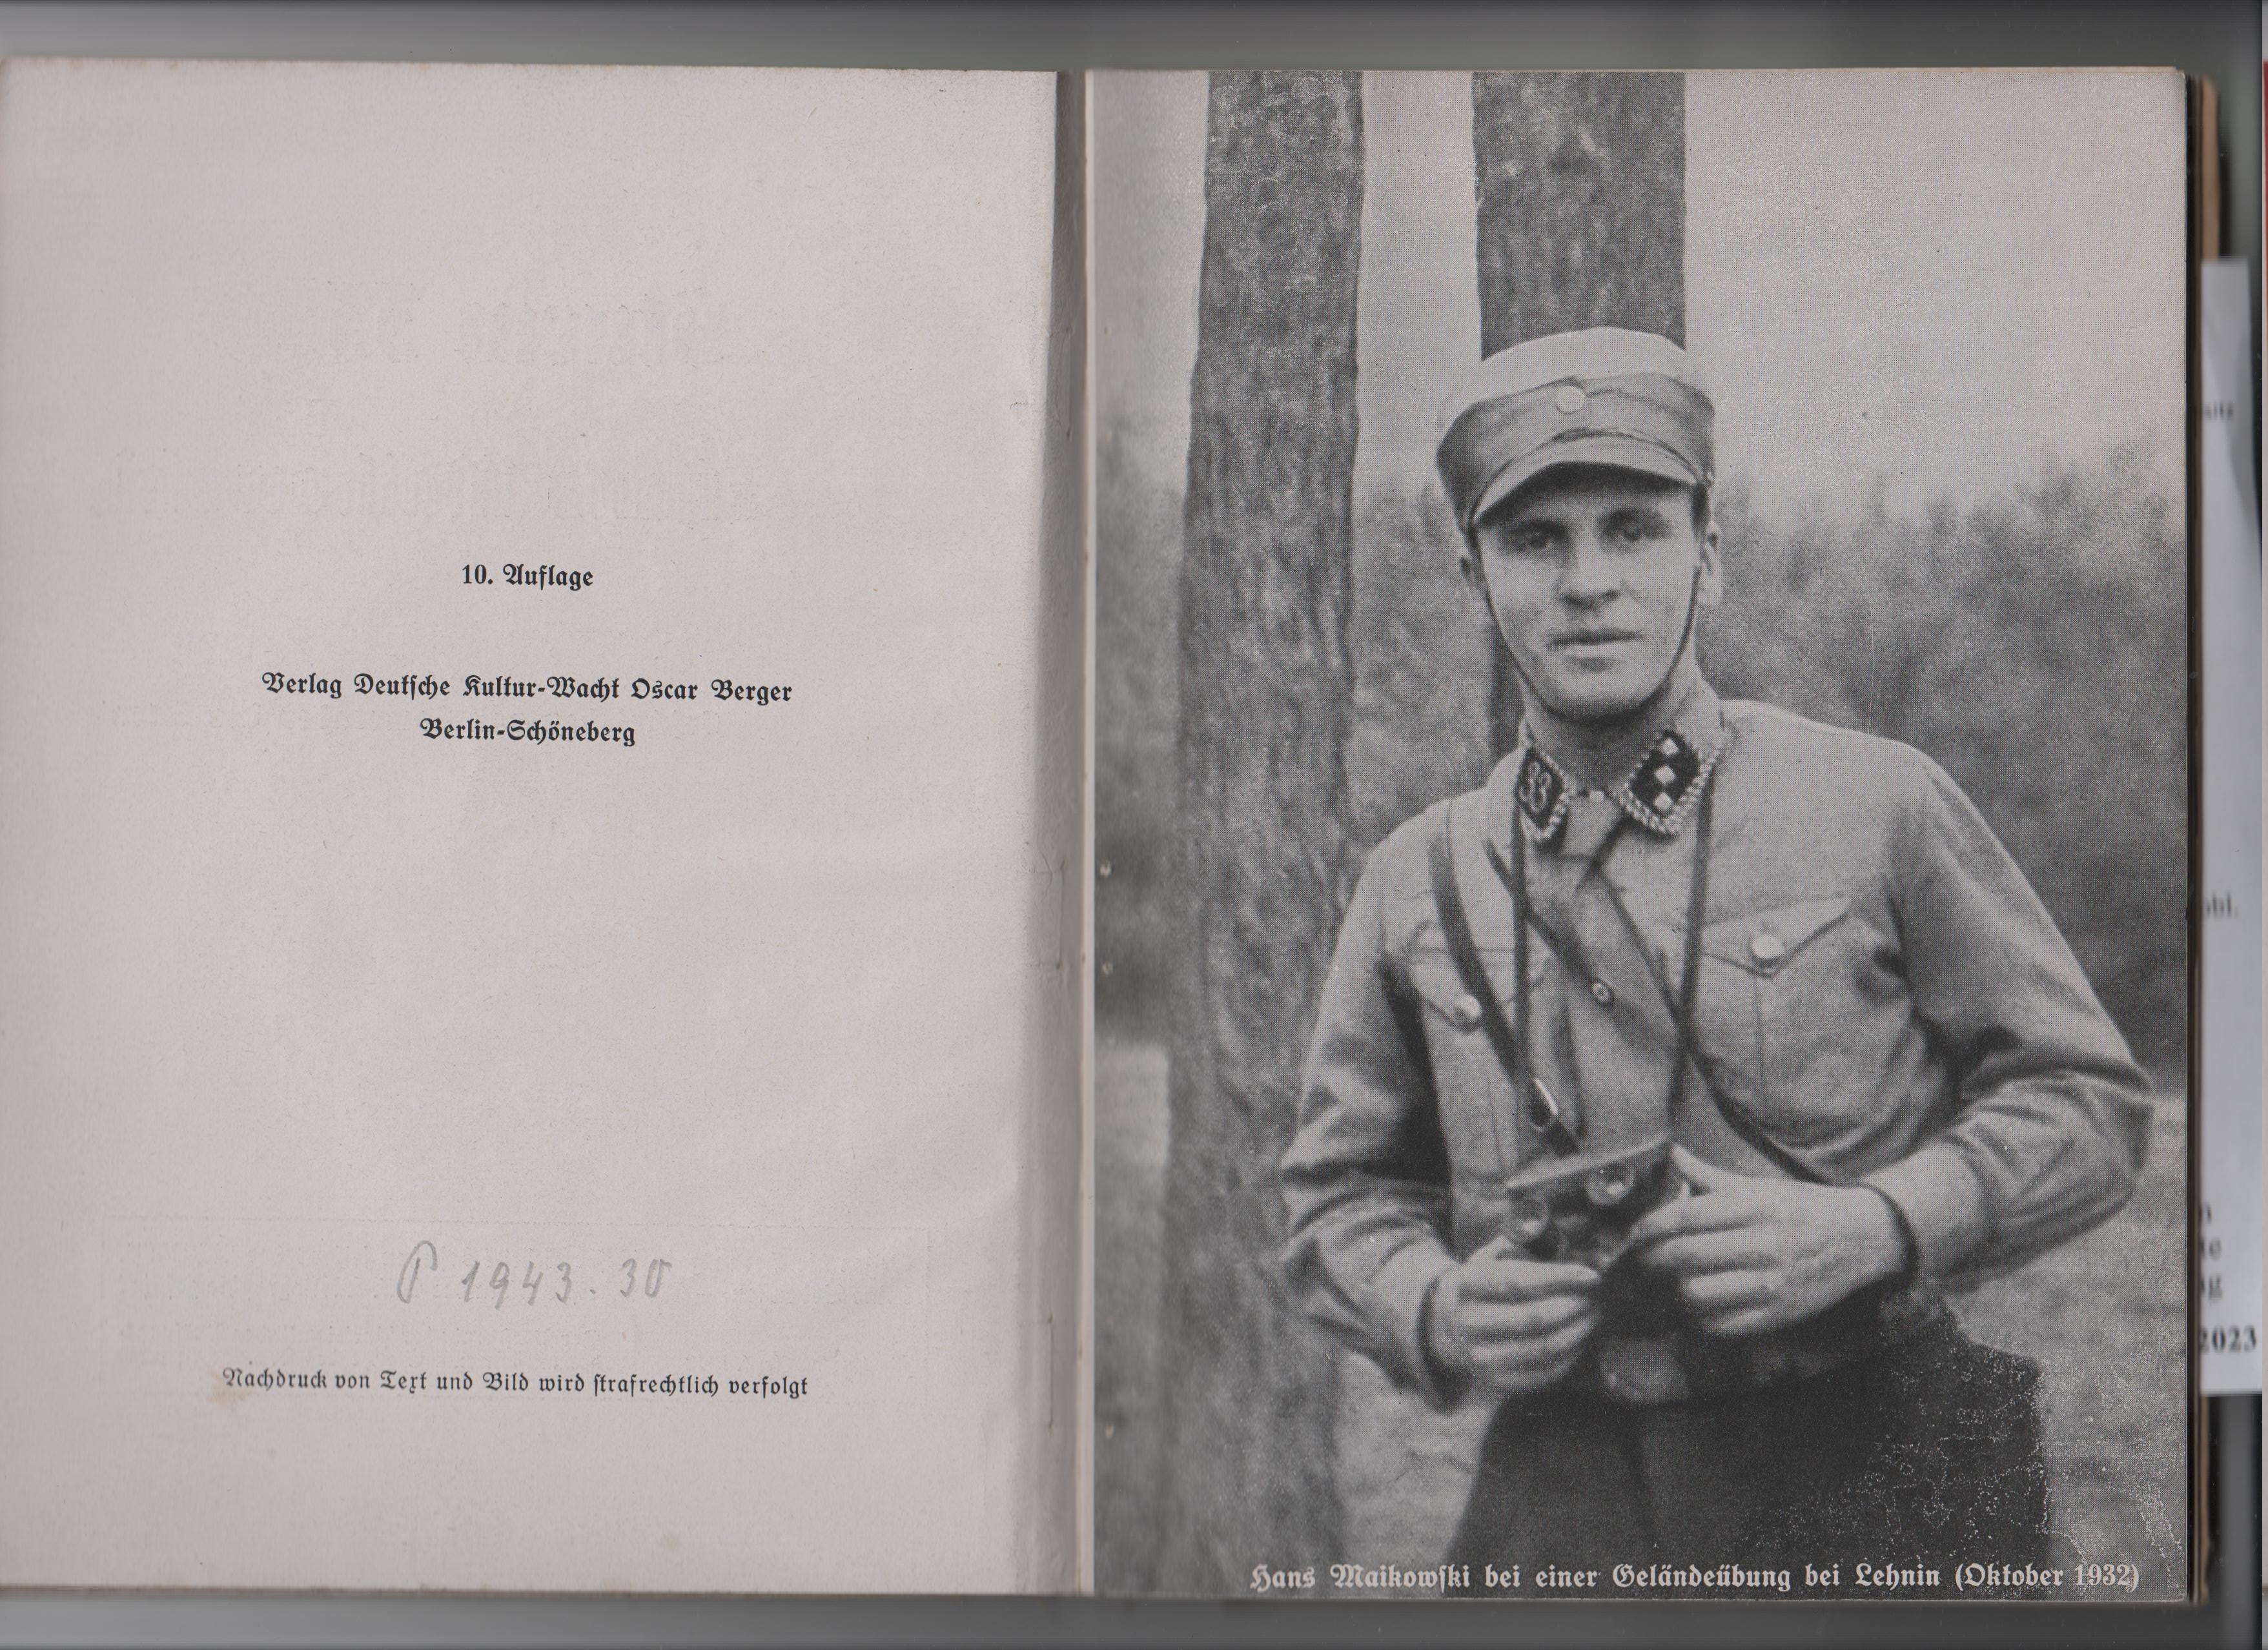 10. Auflage
Verlag Deutsche Kultur-Wacht Oscar Berger
Berlin-Schöneberg
P 1943. 30
Nachdruck von Text und Bild wird strafrechtlich verfolgt
33
Hans Maikowski bei einer Geländeübung bei Lehnin (Oktober 1932)
2023